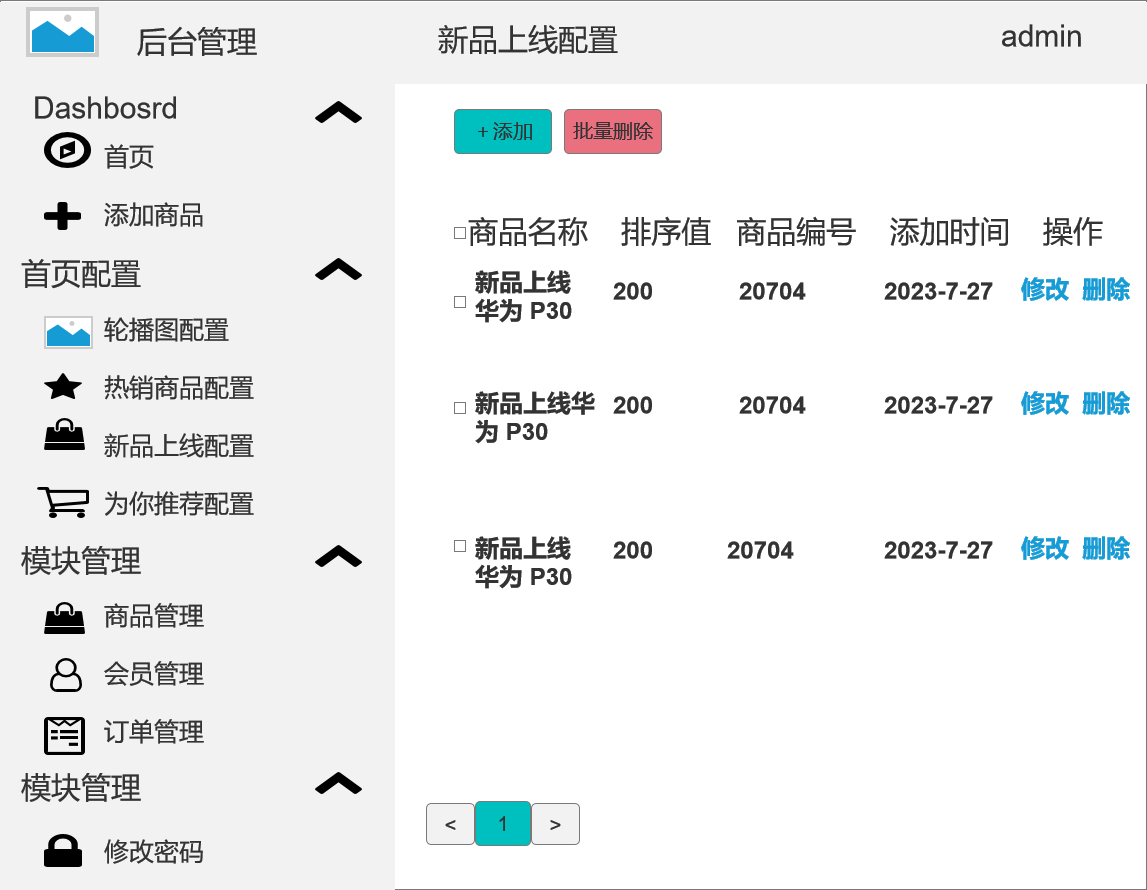 后台管理
新品上线配置
admin
Dashbosrd
首页
添加商品
首页配置
轮播图配置
热销商品配置
新品上线配置
为你推荐配置
模块管理
商品管理
会员管理
订单管理
模块管理
修改密码
+ 添加 批量删除
商品名称 排序值 商品编号 添加时间 操作
新品上线
华为 P30
200 20704 2023-7-27 修改 删除
新品上线华
为 P30
200 20704 2023-7-27 修改 删除
新品上线
华为 P30
200 20704 2023-7-27 修改 删除
< 1 >